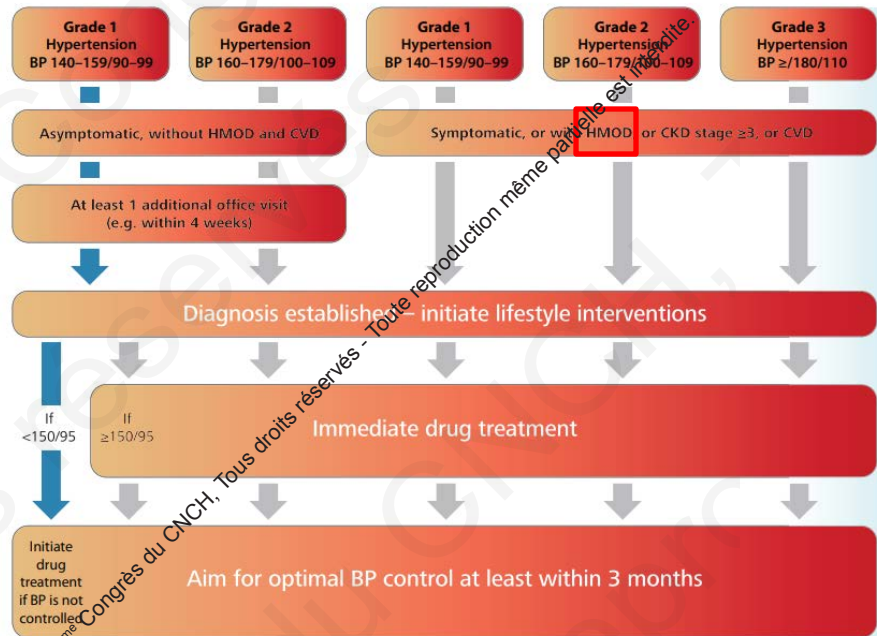 Grade 1
Hypertension
BP 140–159/90–99
Grade 2
Hypertension
BP 160–179/100–109
Grade 1
Hypertension
BP 140–159/90–99
Grade 2
Hypertension
BP 160–179/100–109
Grade 3
Hypertension
BP ≥/180/110
Asymptomatic, without HMOD and CVD
Symptomatic, or with HMOD, or CKD stage ≥3, or CVD
At least 1 additional office visit
(e.g. within 4 weeks)
Diagnosis established – initiate lifestyle interventions
If
<150/95
If
≥150/95
Immediate drug treatment
Initiate
drug
treatment
if BP is not
controlled
Aim for optimal BP control at least within 3 months
ème Congrès du CNCH, Tous droits réservés - Toute reproduction même partielle est interdite.